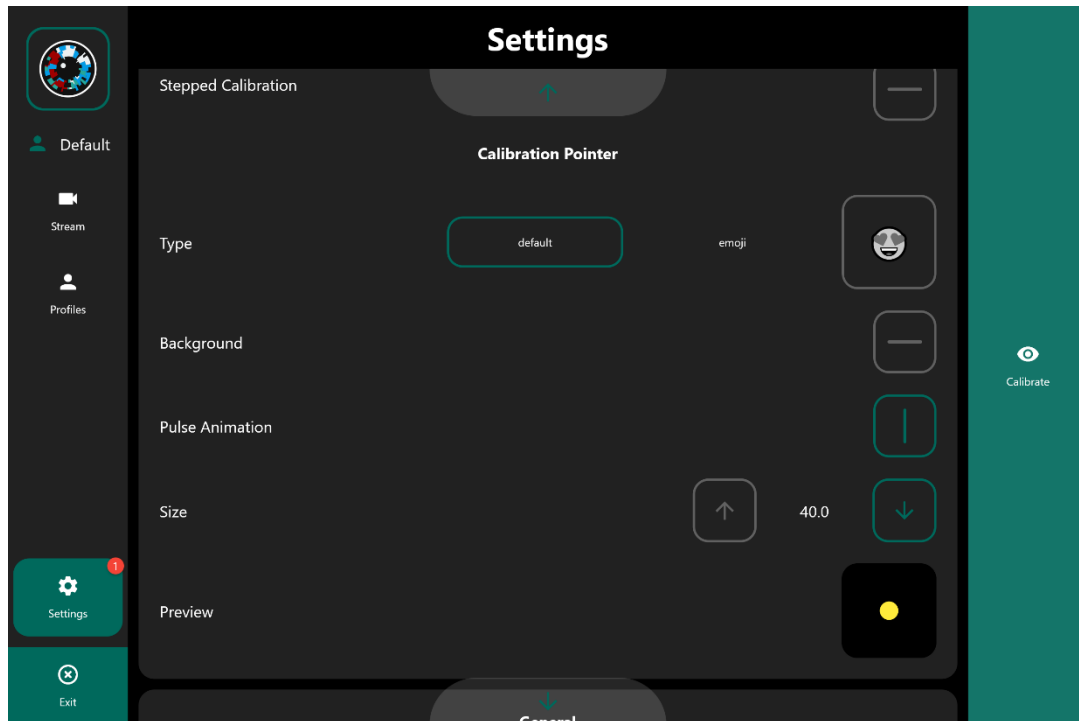 Settings
Default
Stream
Profiles
Settings
1
Exit
Stepped Calibration
Calibration Pointer
Type
default
emoji
Background
Pulse Animation
Size
40.0
Preview
General
Calibrate